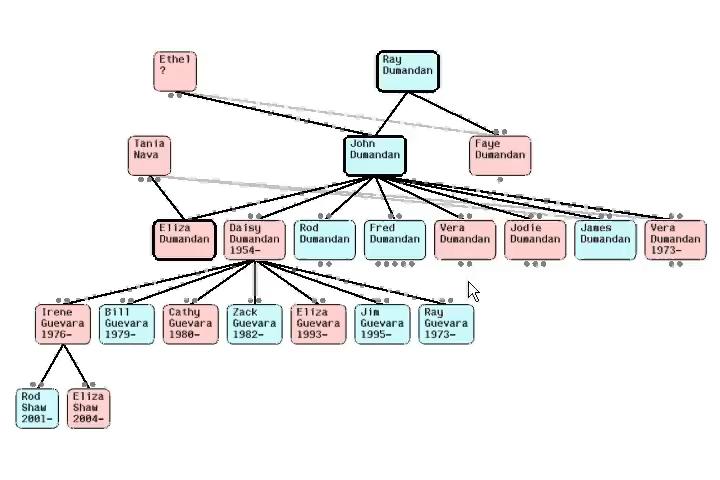 Ethel
?
Ray
Dumandan
Tania
Nava
John
Dumandan
Faye
Dumandan
Eliza
Dumandan
Daisy
Dumandan
1954-
Rod
Dumandan
Fred
Dumandan
Vera
Dumandan
Jodie
Dumandan
James
Dumandan
Vera
Dumandan
1973-
Irene
Guevara
1976-
Bill
Guevara
1979-
Cathy
Guevara
1980-
Zack
Guevara
1982-
Eliza
Guevara
1993-
Jim
Guevara
1995-
Ray
Guevara
1973-
Rod
Shaw
2001-
Eliza
Shaw
2004-